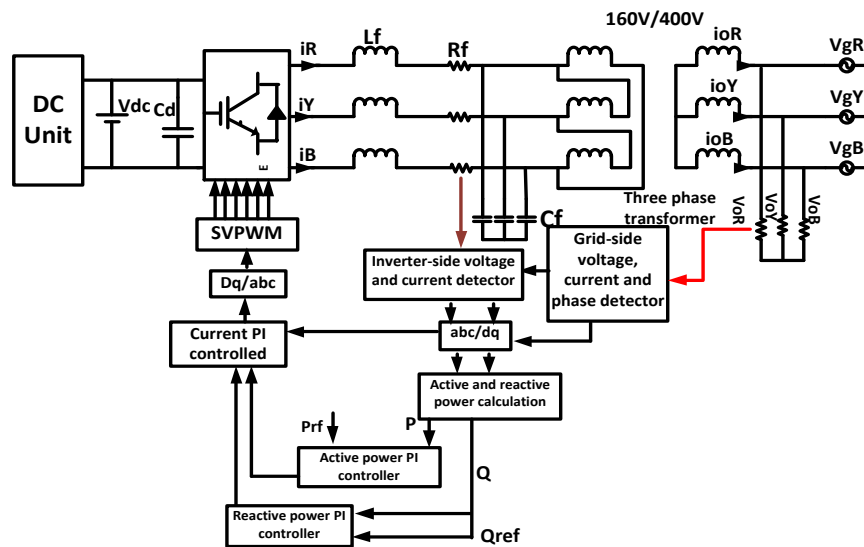 160V/400V
iR
Lf
Rf
ioR
VgR
DC
Unit
Vdc
Cd
iY
ioY
VgY
iB
ioB
VgB
E
Three phase
transformer
VoR
VoY
VoB
SVPWM
Cf
Dq/abc
Inverter-side voltage
and current detector
Grid-side
voltage,
current and
phase detector
Current PI
controlled
abc/dq
Active and reactive
power calculation
Prf
P
Active power PI
controller
Q
Reactive power PI
controller
Qref